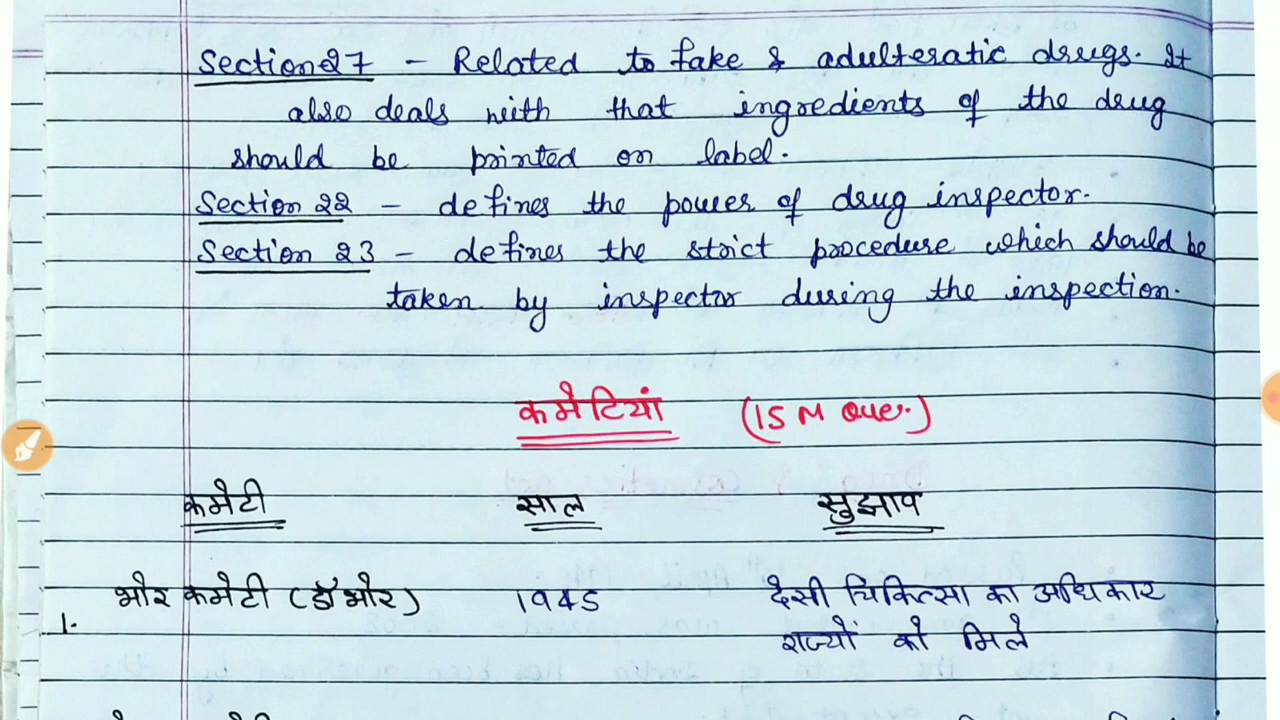 Section 27 - Related to fake & adulteratic drugs. It
also deals with that ingredients of the drug
should be printed on label.
Section 22 - defines the power of drug inspector.
Section 23 - defines the strict procedure which should be
taken by inspector during the inspection.
कमेटियां (15 M Que.)
कमेटी साल सुझाव
भोर कमेटी (डॉ भोर) 1945 देसी चिकित्सा का अधिकार
1. राज्यों को मिले